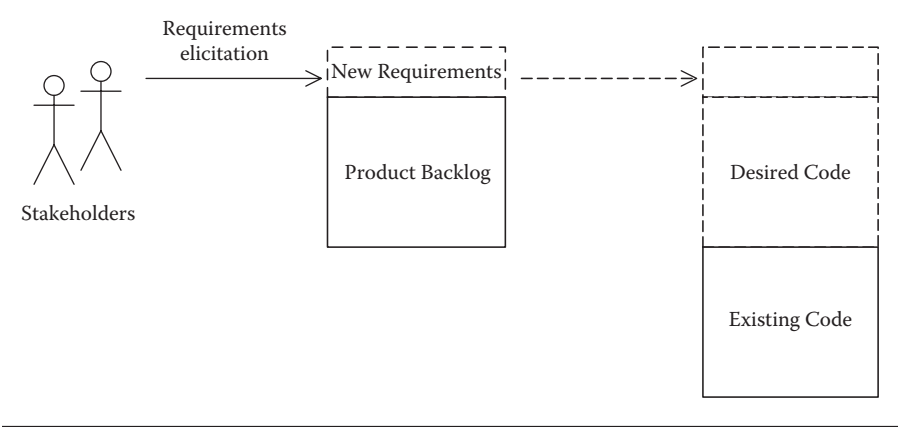 Requirements
elicitation
New Requirements
Product Backlog
Desired Code
Stakeholders
Existing Code